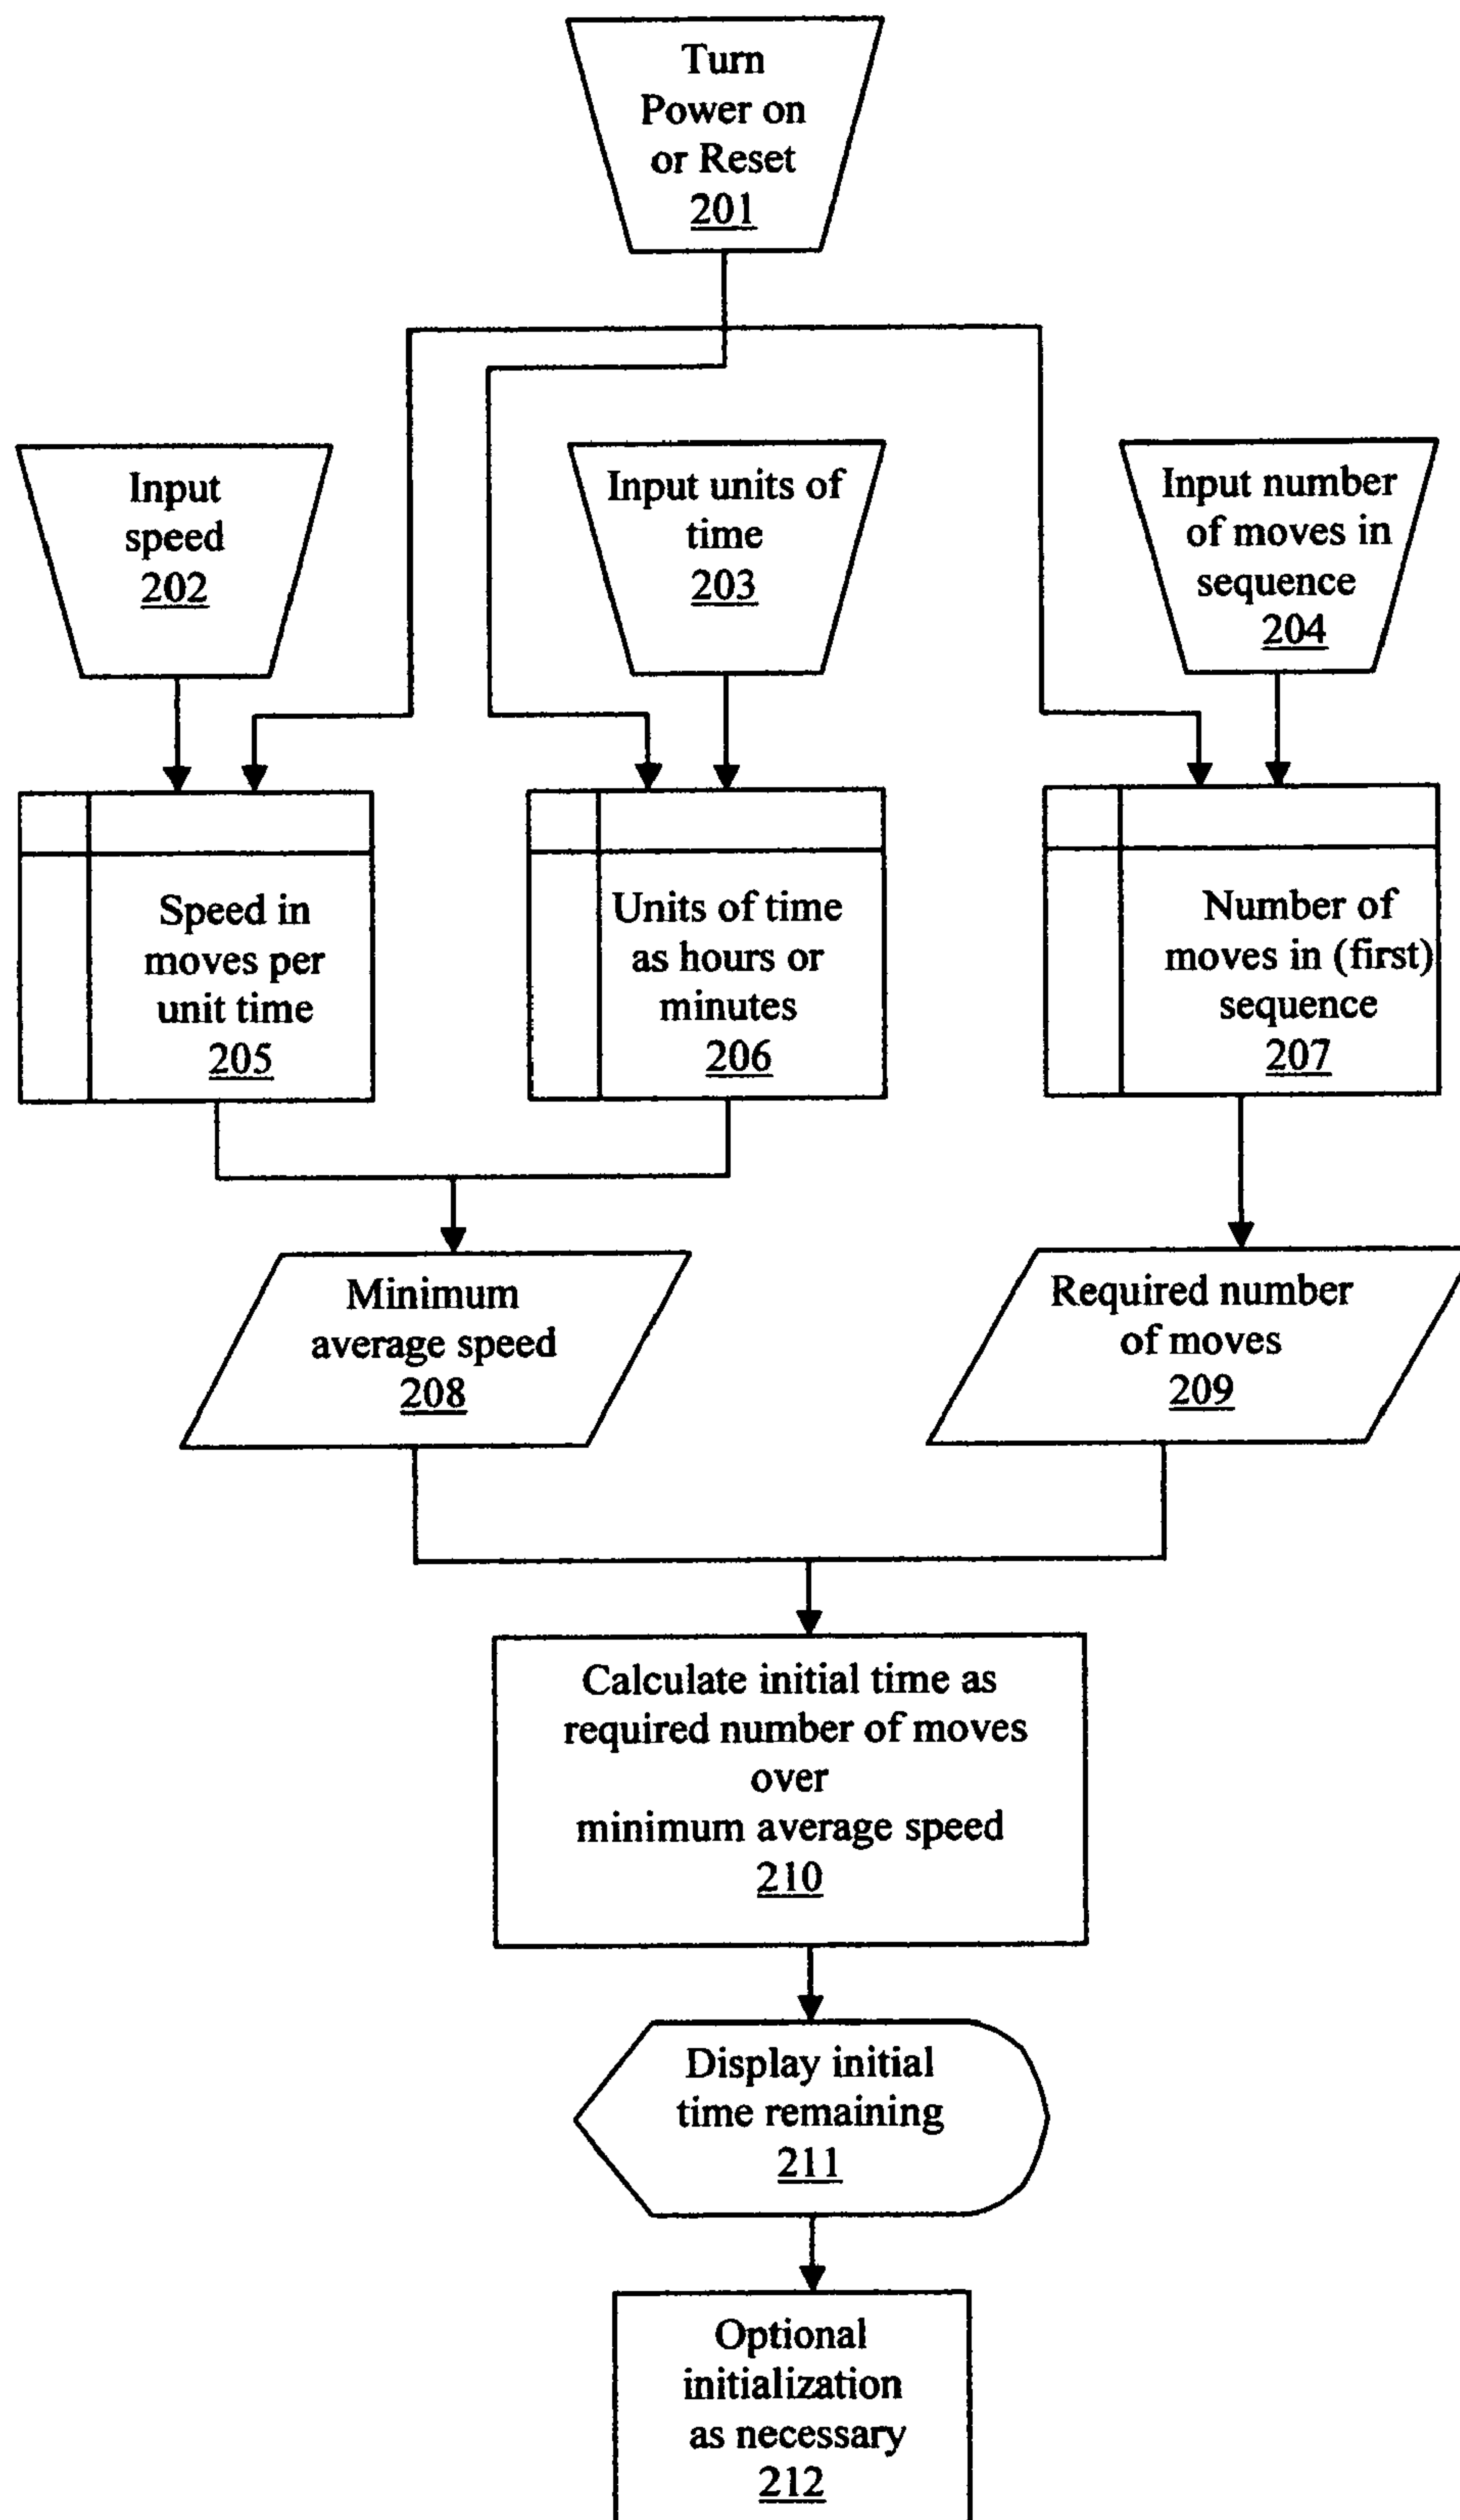 Turn
Power on
or Reset
201
Input
speed
202
Input units of
time
203
Input number
of moves in
sequence
204
Speed in
moves per
unit time
205
Units of time
as hours or
minutes
206
Number of
moves in (first)
sequence
207
Minimum
average speed
208
Required number
of moves
209
Calculate initial time as
required number of moves
over
minimum average speed
210
Display initial
time remaining
211
Optional
initialization
as necessary
212